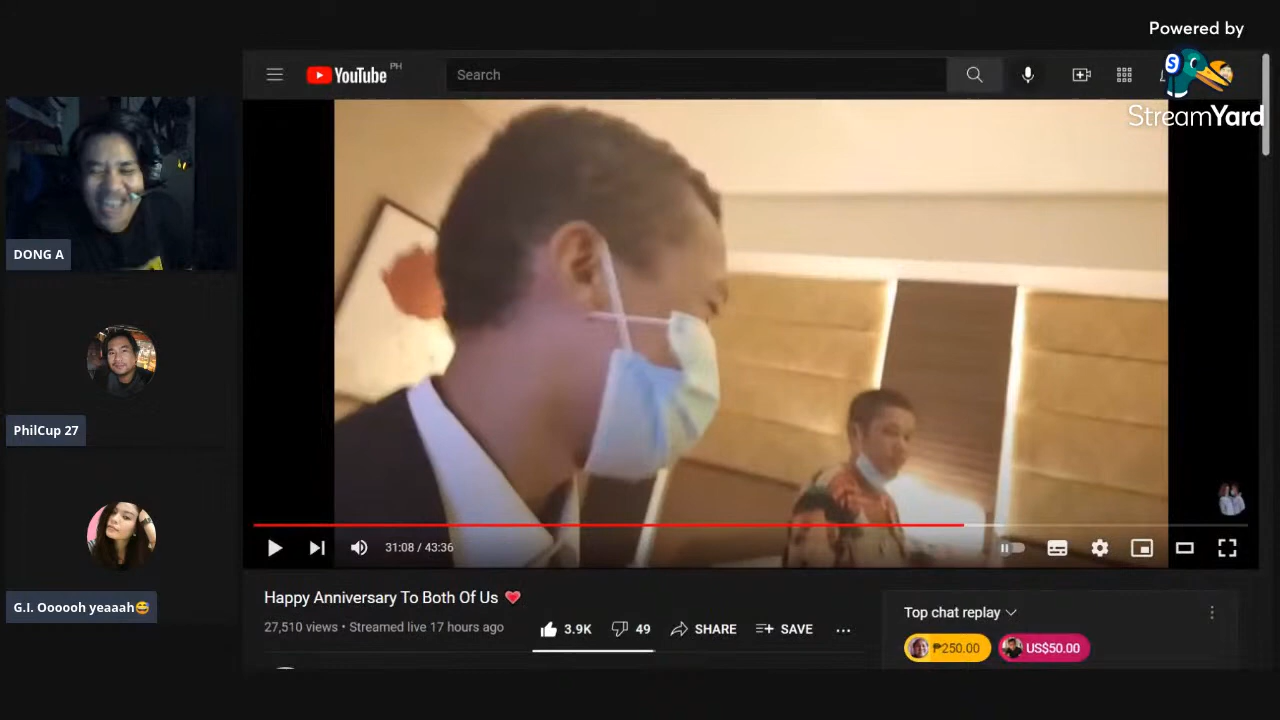 Powered by
StreamYard
YouTube PH
Search
DONG A
PhilCup 27
G.I. Oooooh yeaaah😅
31:08 / 43:36
Happy Anniversary To Both Of Us ❤️
27,510 views • Streamed live 17 hours ago
3.9K
49
SHARE
SAVE
Top chat replay
₱250.00
US$50.00